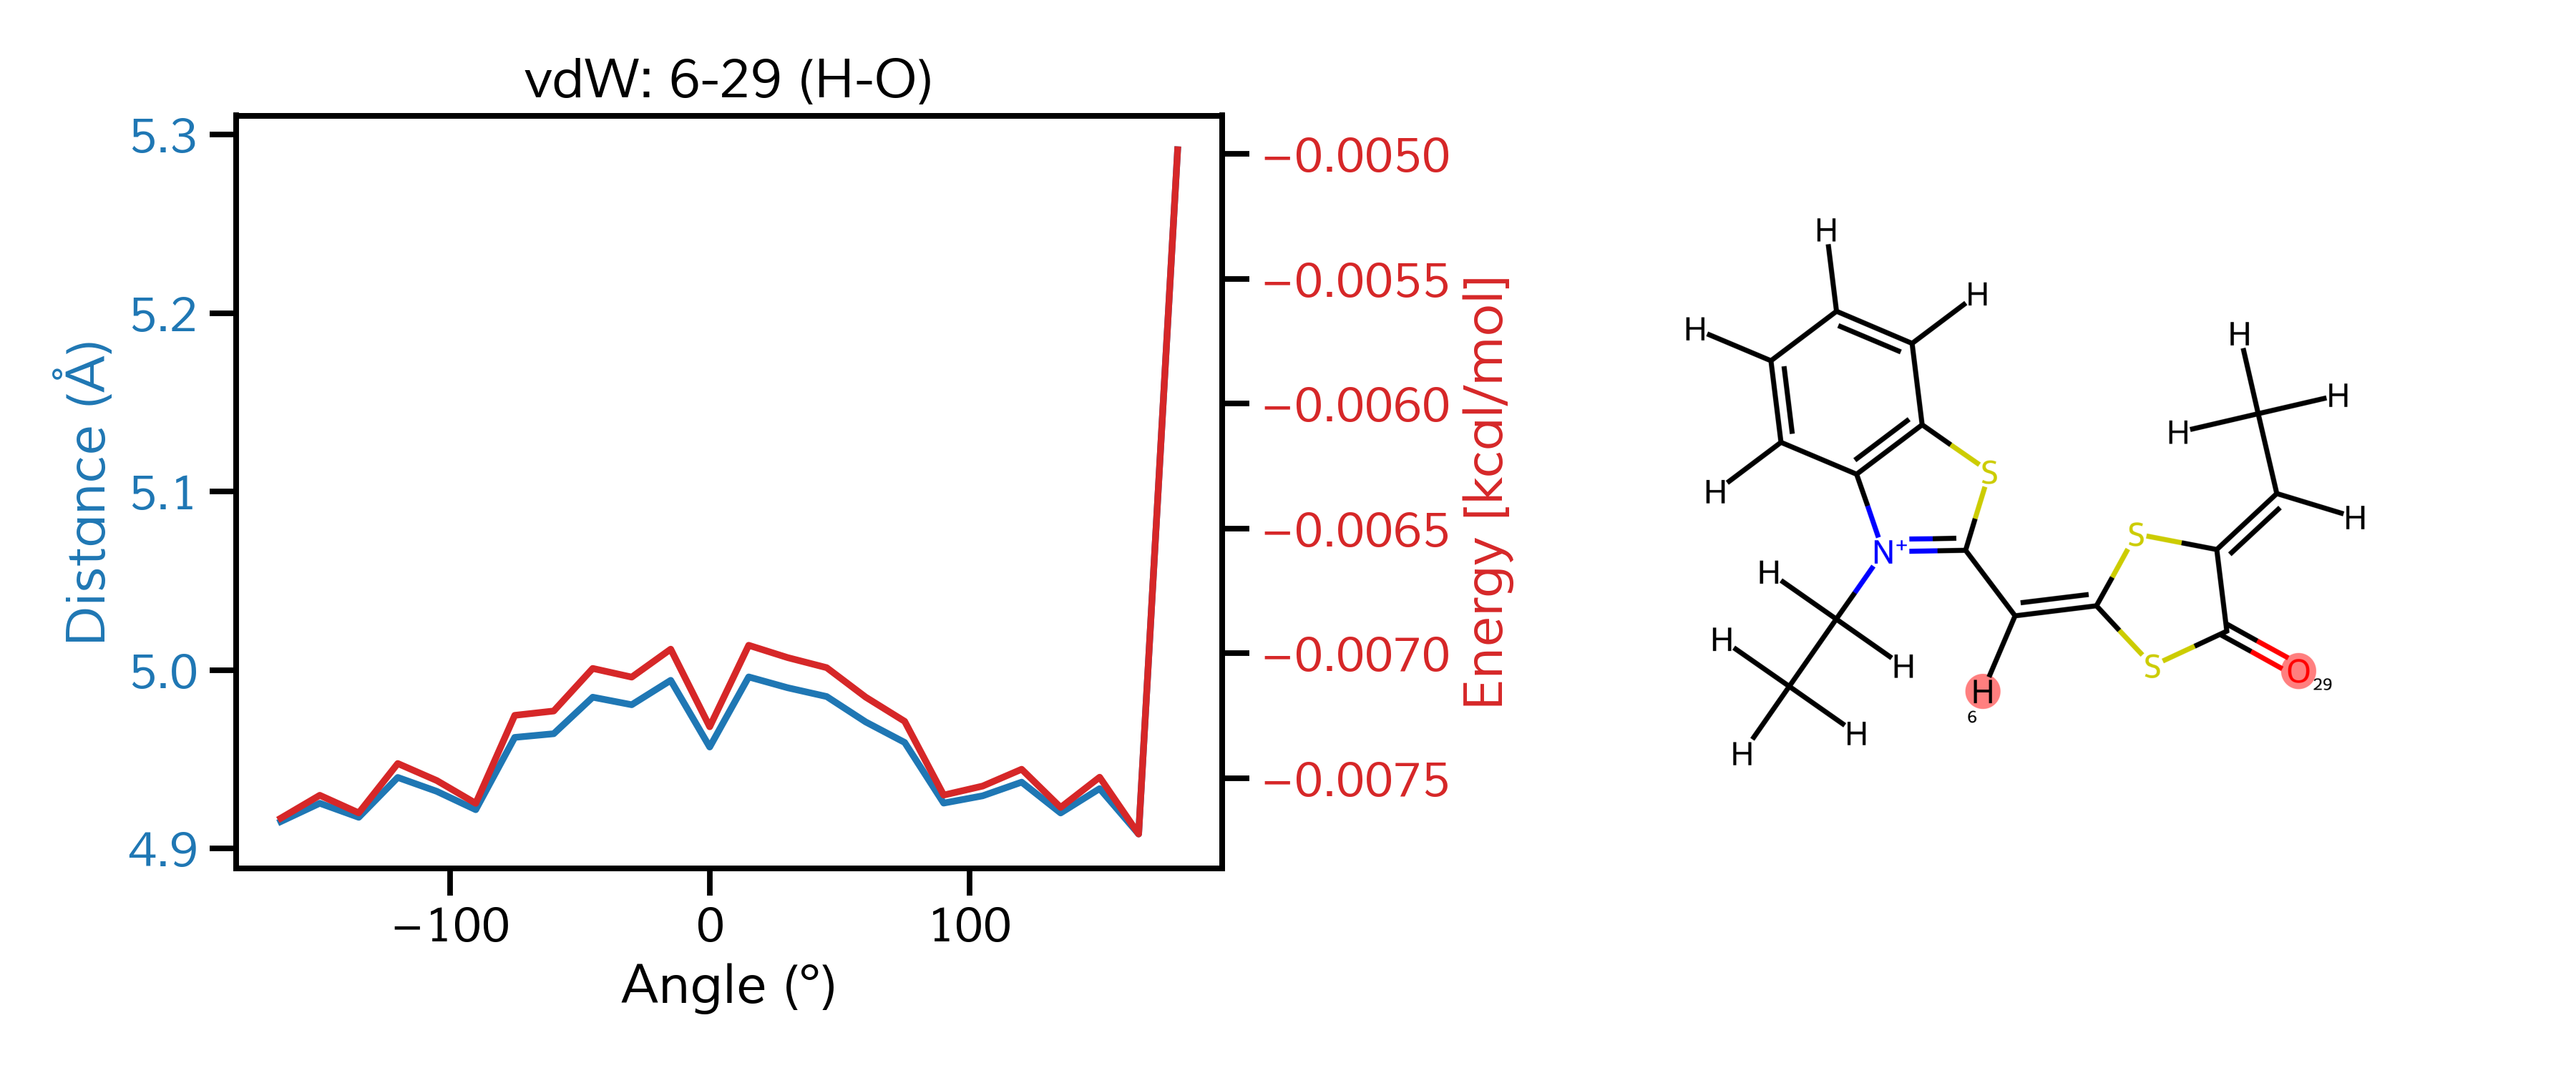 vdW: 6-29 (H-O)
Distance (Å)
5.3
5.2
5.1
5.0
4.9
−100
0
100
Angle (°)
−0.0050
−0.0055
−0.0060
−0.0065
−0.0070
−0.0075
Energy [kcal/mol]
H
H
H
H
H
H
H
S
S
H
N+
H
H
S
H
H
6
O
29
H
H